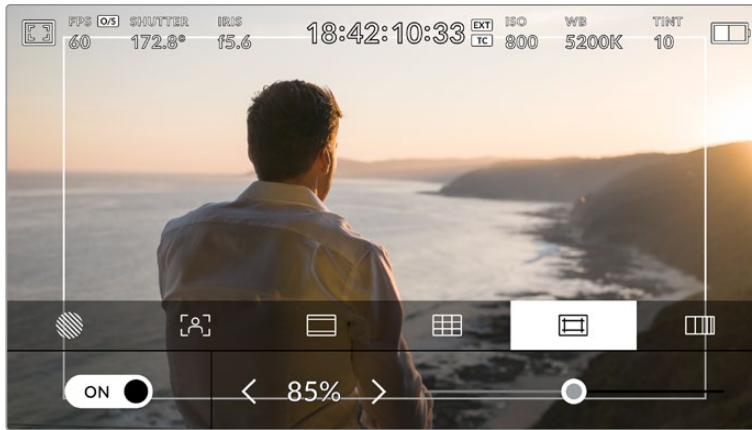 FPS O/S SHUTTER IRIS 18:42:10:33 EXT ISO WB TINT
60 172.8° f5.6 TC 800 5200K 10
ON 85%